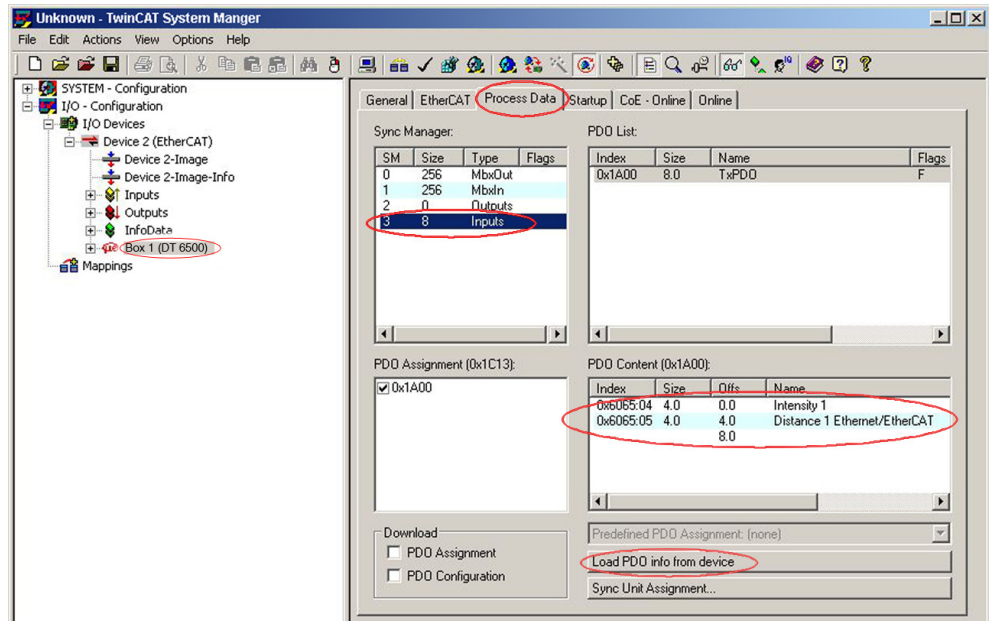 Unknown - TwinCAT System Manger
File Edit Actions View Options Help
SYSTEM - Configuration
I/O - Configuration
I/O Devices
Device 2 (EtherCAT)
Device 2-Image
Device 2-Image-Info
Inputs
Outputs
InfoData
Box 1 (DT 6500)
Mappings
General EtherCAT Process Data Startup CoE - Online Online
Sync Manager:
SM Size Type Flags
0 256 MbxOut
1 256 MbxIn
2 0 Outputs
3 8 Inputs
PDO List:
Index Size Name Flags
0x1A00 8.0 TxPDO F
PDO Assignment (0x1C13):
0x1A00
PDO Content (0x1A00):
Index Size Offs Name
0x6065:04 4.0 0.0 Intensity 1
0x6065:05 4.0 4.0 Distance 1 Ethernet/EtherCAT
8.0
Download
PDO Assignment
PDO Configuration
Predefined PDO Assignment: (none)
Load PDO info from device
Sync Unit Assignment...